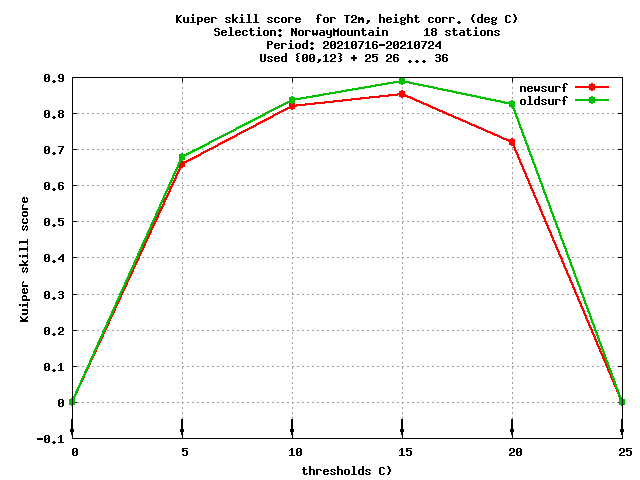 Kuiper skill score  for T2m, height corr. (deg C)
Selection: NorwayMountain     18 stations
Period: 20210716-20210724
Used {00,12} + 25 26 ... 36
newsurf
oldsurf
0.9
0.8
0.7
0.6
0.5
0.4
0.3
0.2
0.1
0
-0.1
Kuiper skill score
0 5 10 15 20 25
thresholds C)